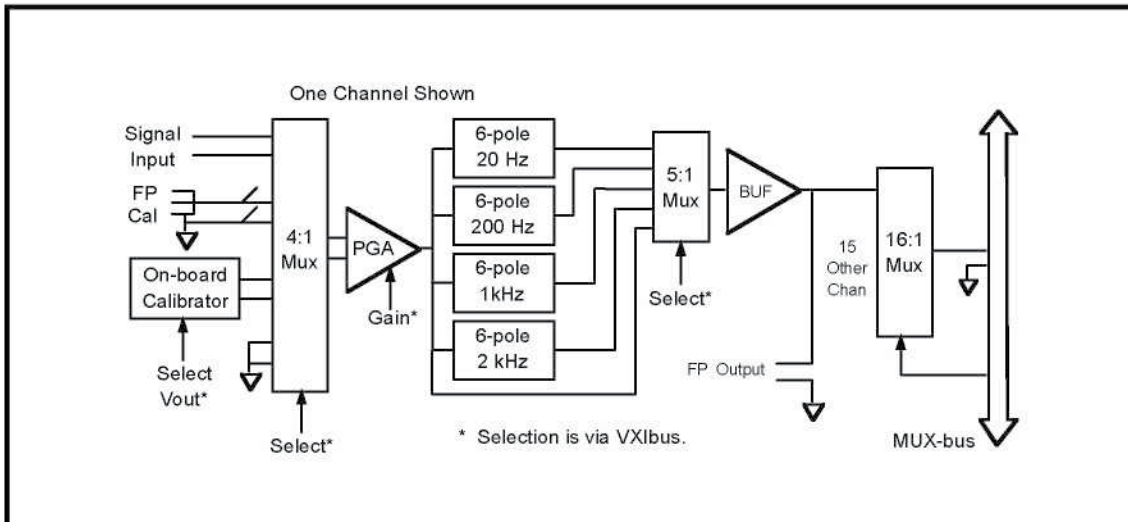 One Channel Shown
Signal
Input
FP
Cal
On-board
Calibrator
Select
Vout*
4:1
Mux
Select*
PGA
Gain*
6-pole
20 Hz
6-pole
200 Hz
6-pole
1kHz
6-pole
2 kHz
5:1
Mux
Select*
BUF
15
Other
Chan
16:1
Mux
FP Output
MUX-bus
* Selection is via VXIbus.